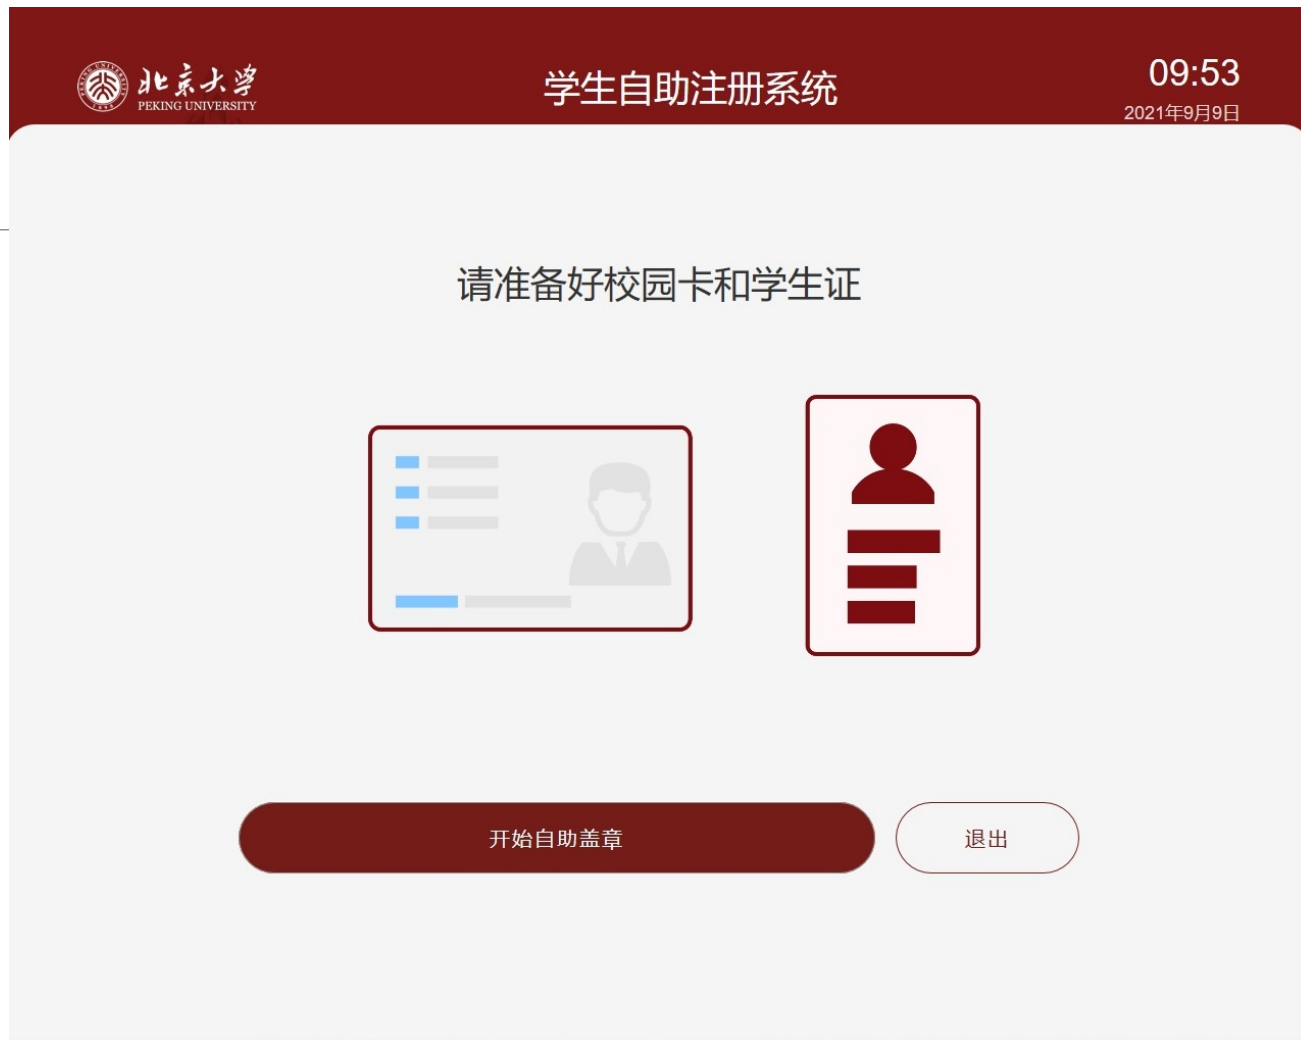 北京大学
PEKING UNIVERSITY
学生自助注册系统
09:53
2021年9月9日
请准备好校园卡和学生证
开始自助盖章
退出